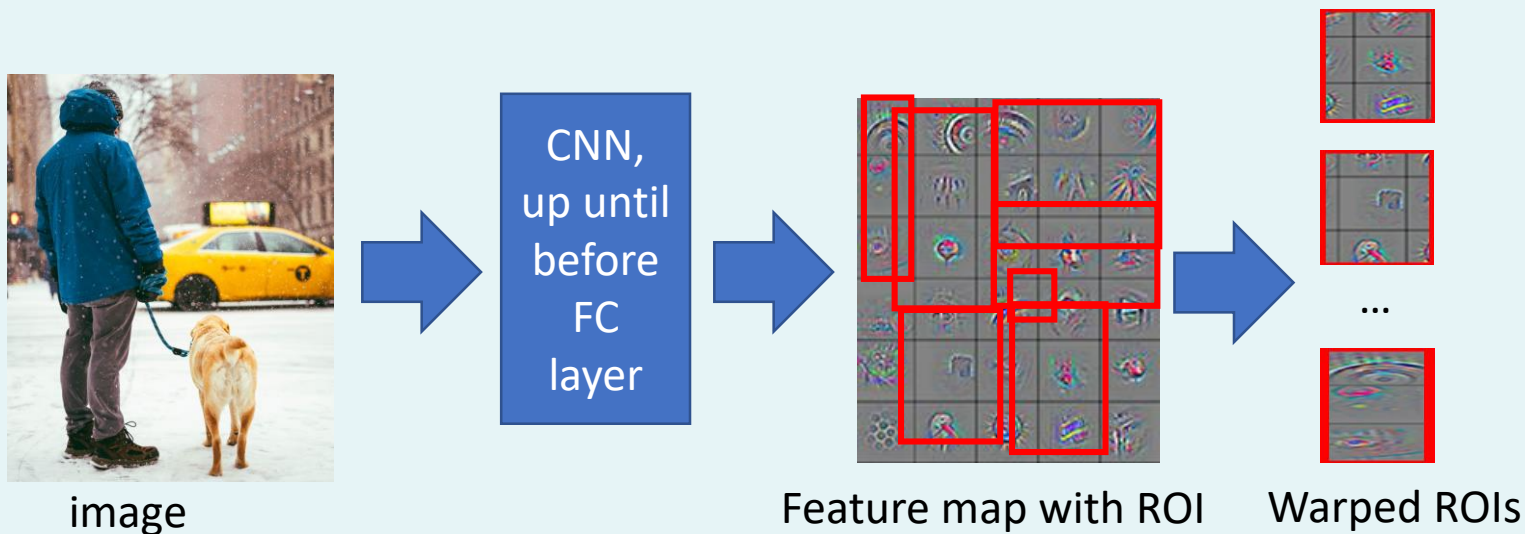 CNN,
up until
before
FC
layer
...
image
Feature map with ROI
Warped ROIs